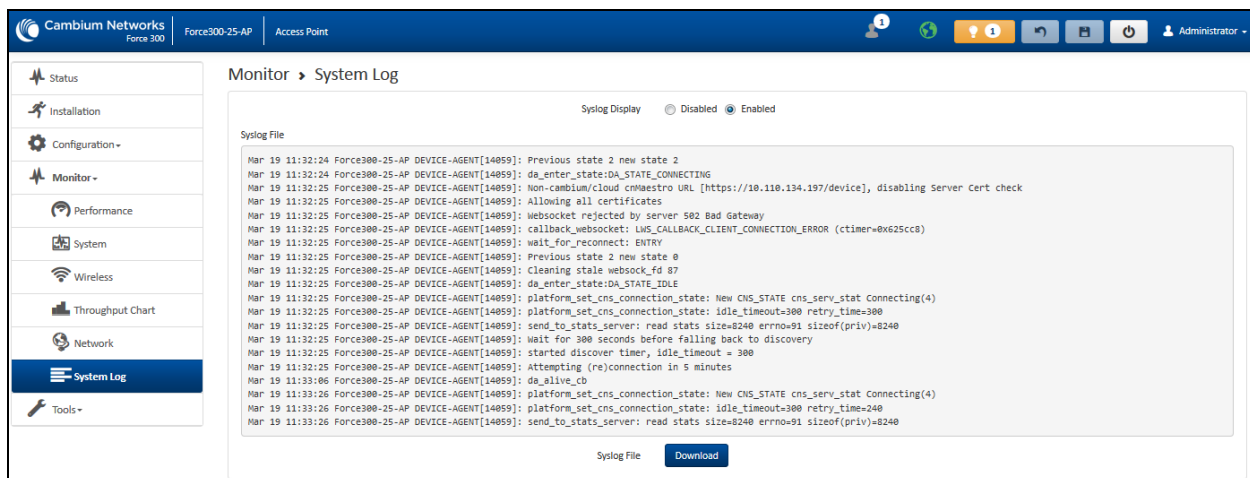 Cambium Networks
Force 300
Force300-25-AP
Access Point
1
1
Administrator
Status
Installation
Configuration
Monitor
Performance
System
Wireless
Throughput Chart
Network
System Log
Tools
Monitor › System Log
Syslog Display Disabled Enabled
Syslog File
Mar 19 11:32:24 Force300-25-AP DEVICE-AGENT[14059]: Previous state 2 new state 2
Mar 19 11:32:24 Force300-25-AP DEVICE-AGENT[14059]: da_enter_state:DA_STATE_CONNECTING
Mar 19 11:32:25 Force300-25-AP DEVICE-AGENT[14059]: Non-cambium/cloud cnMaestro URL [https://10.110.134.197/device], disabling Server Cert check
Mar 19 11:32:25 Force300-25-AP DEVICE-AGENT[14059]: Allowing all certificates
Mar 19 11:32:25 Force300-25-AP DEVICE-AGENT[14059]: Websocket rejected by server 502 Bad Gateway
Mar 19 11:32:25 Force300-25-AP DEVICE-AGENT[14059]: callback_websocket: LWS_CALLBACK_CLIENT_CONNECTION_ERROR (ctimer=0x625cc8)
Mar 19 11:32:25 Force300-25-AP DEVICE-AGENT[14059]: wait_for_reconnect: ENTRY
Mar 19 11:32:25 Force300-25-AP DEVICE-AGENT[14059]: Previous state 2 new state 0
Mar 19 11:32:25 Force300-25-AP DEVICE-AGENT[14059]: Cleaning stale websock_fd 87
Mar 19 11:32:25 Force300-25-AP DEVICE-AGENT[14059]: da_enter_state:DA_STATE_IDLE
Mar 19 11:32:25 Force300-25-AP DEVICE-AGENT[14059]: platform_set_cns_connection_state: New CNS_STATE cns_serv_stat Connecting(4)
Mar 19 11:32:25 Force300-25-AP DEVICE-AGENT[14059]: platform_set_cns_connection_state: idle_timeout=300 retry_time=300
Mar 19 11:32:25 Force300-25-AP DEVICE-AGENT[14059]: send_to_stats_server: read stats size=8240 errno=91 sizeof(priv)=8240
Mar 19 11:32:25 Force300-25-AP DEVICE-AGENT[14059]: Wait for 300 seconds before falling back to discovery
Mar 19 11:32:25 Force300-25-AP DEVICE-AGENT[14059]: started discover timer, idle_timeout = 300
Mar 19 11:32:25 Force300-25-AP DEVICE-AGENT[14059]: Attempting (re)connection in 5 minutes
Mar 19 11:33:06 Force300-25-AP DEVICE-AGENT[14059]: da_alive_cb
Mar 19 11:33:26 Force300-25-AP DEVICE-AGENT[14059]: platform_set_cns_connection_state: New CNS_STATE cns_serv_stat Connecting(4)
Mar 19 11:33:26 Force300-25-AP DEVICE-AGENT[14059]: platform_set_cns_connection_state: idle_timeout=300 retry_time=240
Mar 19 11:33:26 Force300-25-AP DEVICE-AGENT[14059]: send_to_stats_server: read stats size=8240 errno=91 sizeof(priv)=8240
Syslog File Download